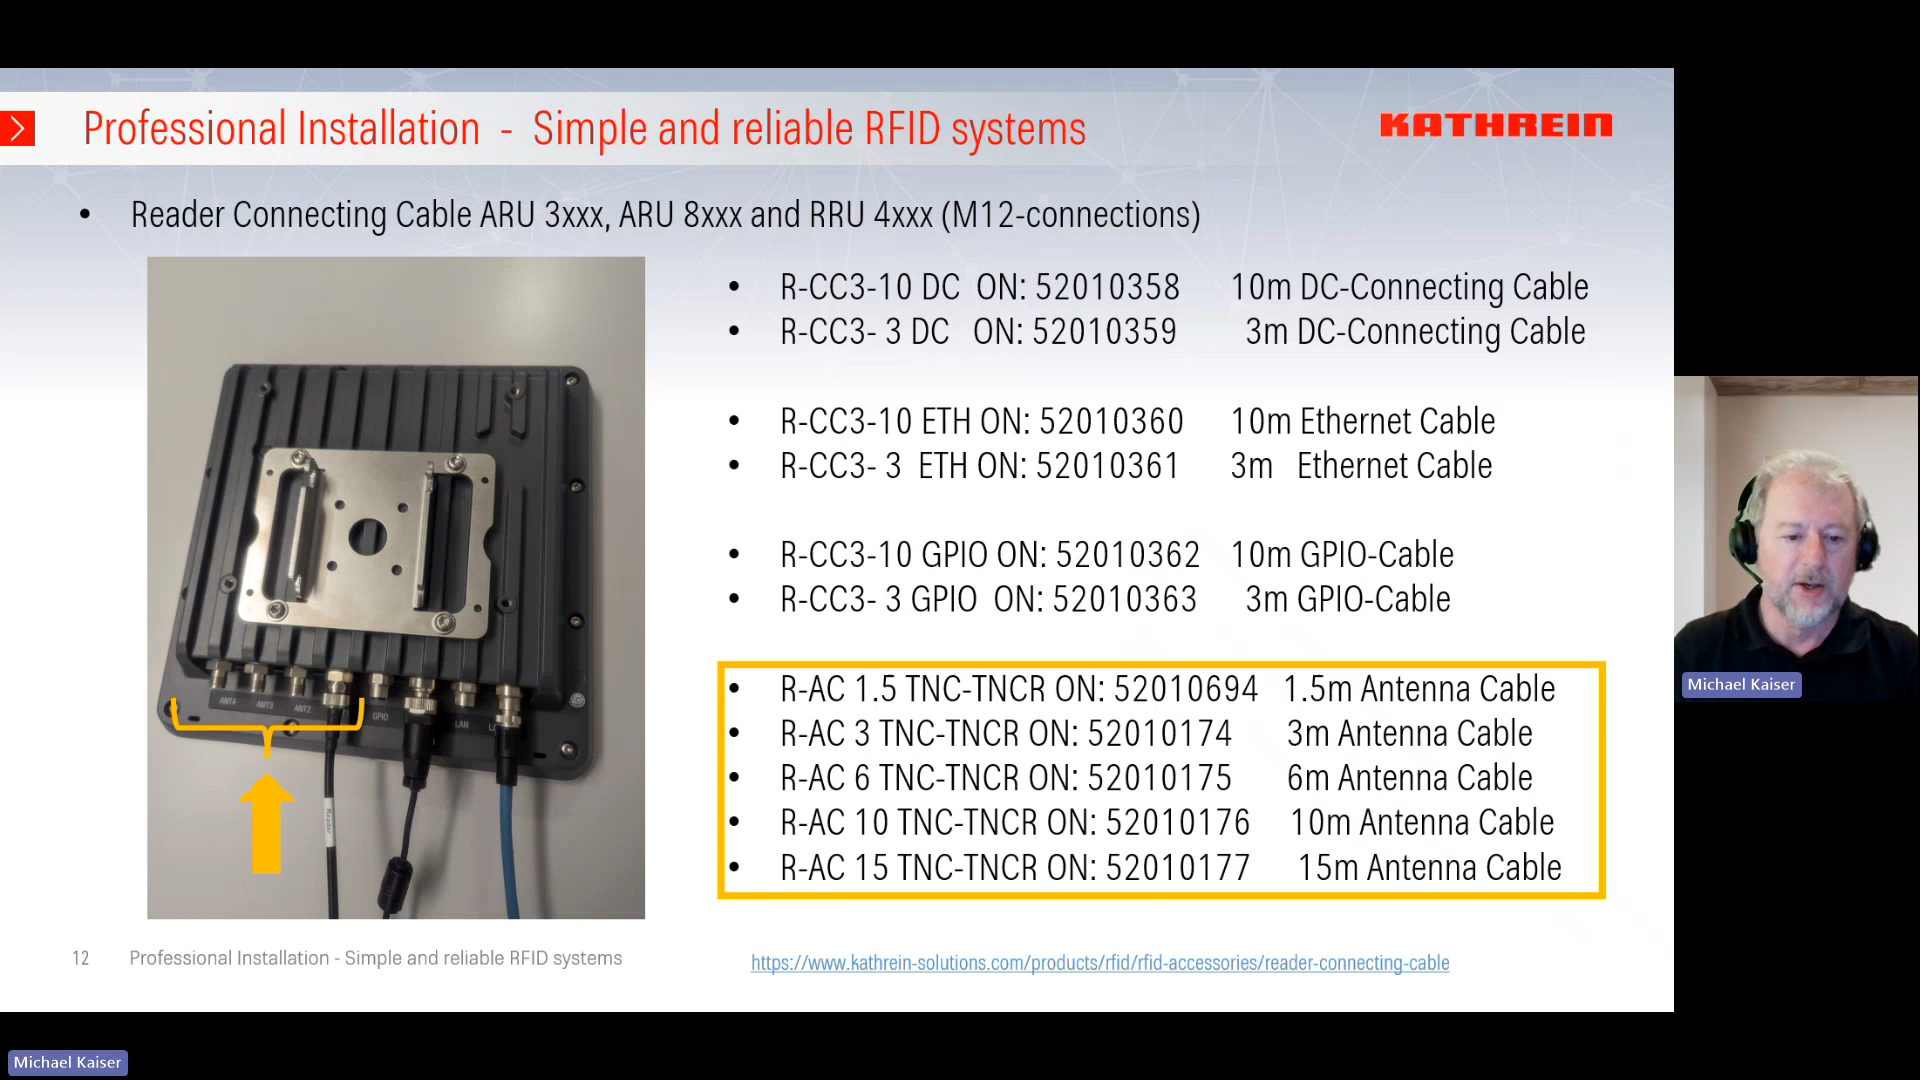 Professional Installation - Simple and reliable RFID systems
KATHREIN
• Reader Connecting Cable ARU 3xxx, ARU 8xxx and RRU 4xxx (M12-connections)
• R-CC3-10 DC ON: 52010358 10m DC-Connecting Cable
• R-CC3- 3 DC ON: 52010359 3m DC-Connecting Cable
• R-CC3-10 ETH ON: 52010360 10m Ethernet Cable
• R-CC3- 3 ETH ON: 52010361 3m Ethernet Cable
• R-CC3-10 GPIO ON: 52010362 10m GPIO-Cable
• R-CC3- 3 GPIO ON: 52010363 3m GPIO-Cable
• R-AC 1.5 TNC-TNCR ON: 52010694 1.5m Antenna Cable
• R-AC 3 TNC-TNCR ON: 52010174 3m Antenna Cable
• R-AC 6 TNC-TNCR ON: 52010175 6m Antenna Cable
• R-AC 10 TNC-TNCR ON: 52010176 10m Antenna Cable
• R-AC 15 TNC-TNCR ON: 52010177 15m Antenna Cable
ANT4 ANT3 ANT2 GPIO LAN
Reader
12 Professional Installation - Simple and reliable RFID systems
https://www.kathrein-solutions.com/products/rfid/rfid-accessories/reader-connecting-cable
Michael Kaiser
Michael Kaiser